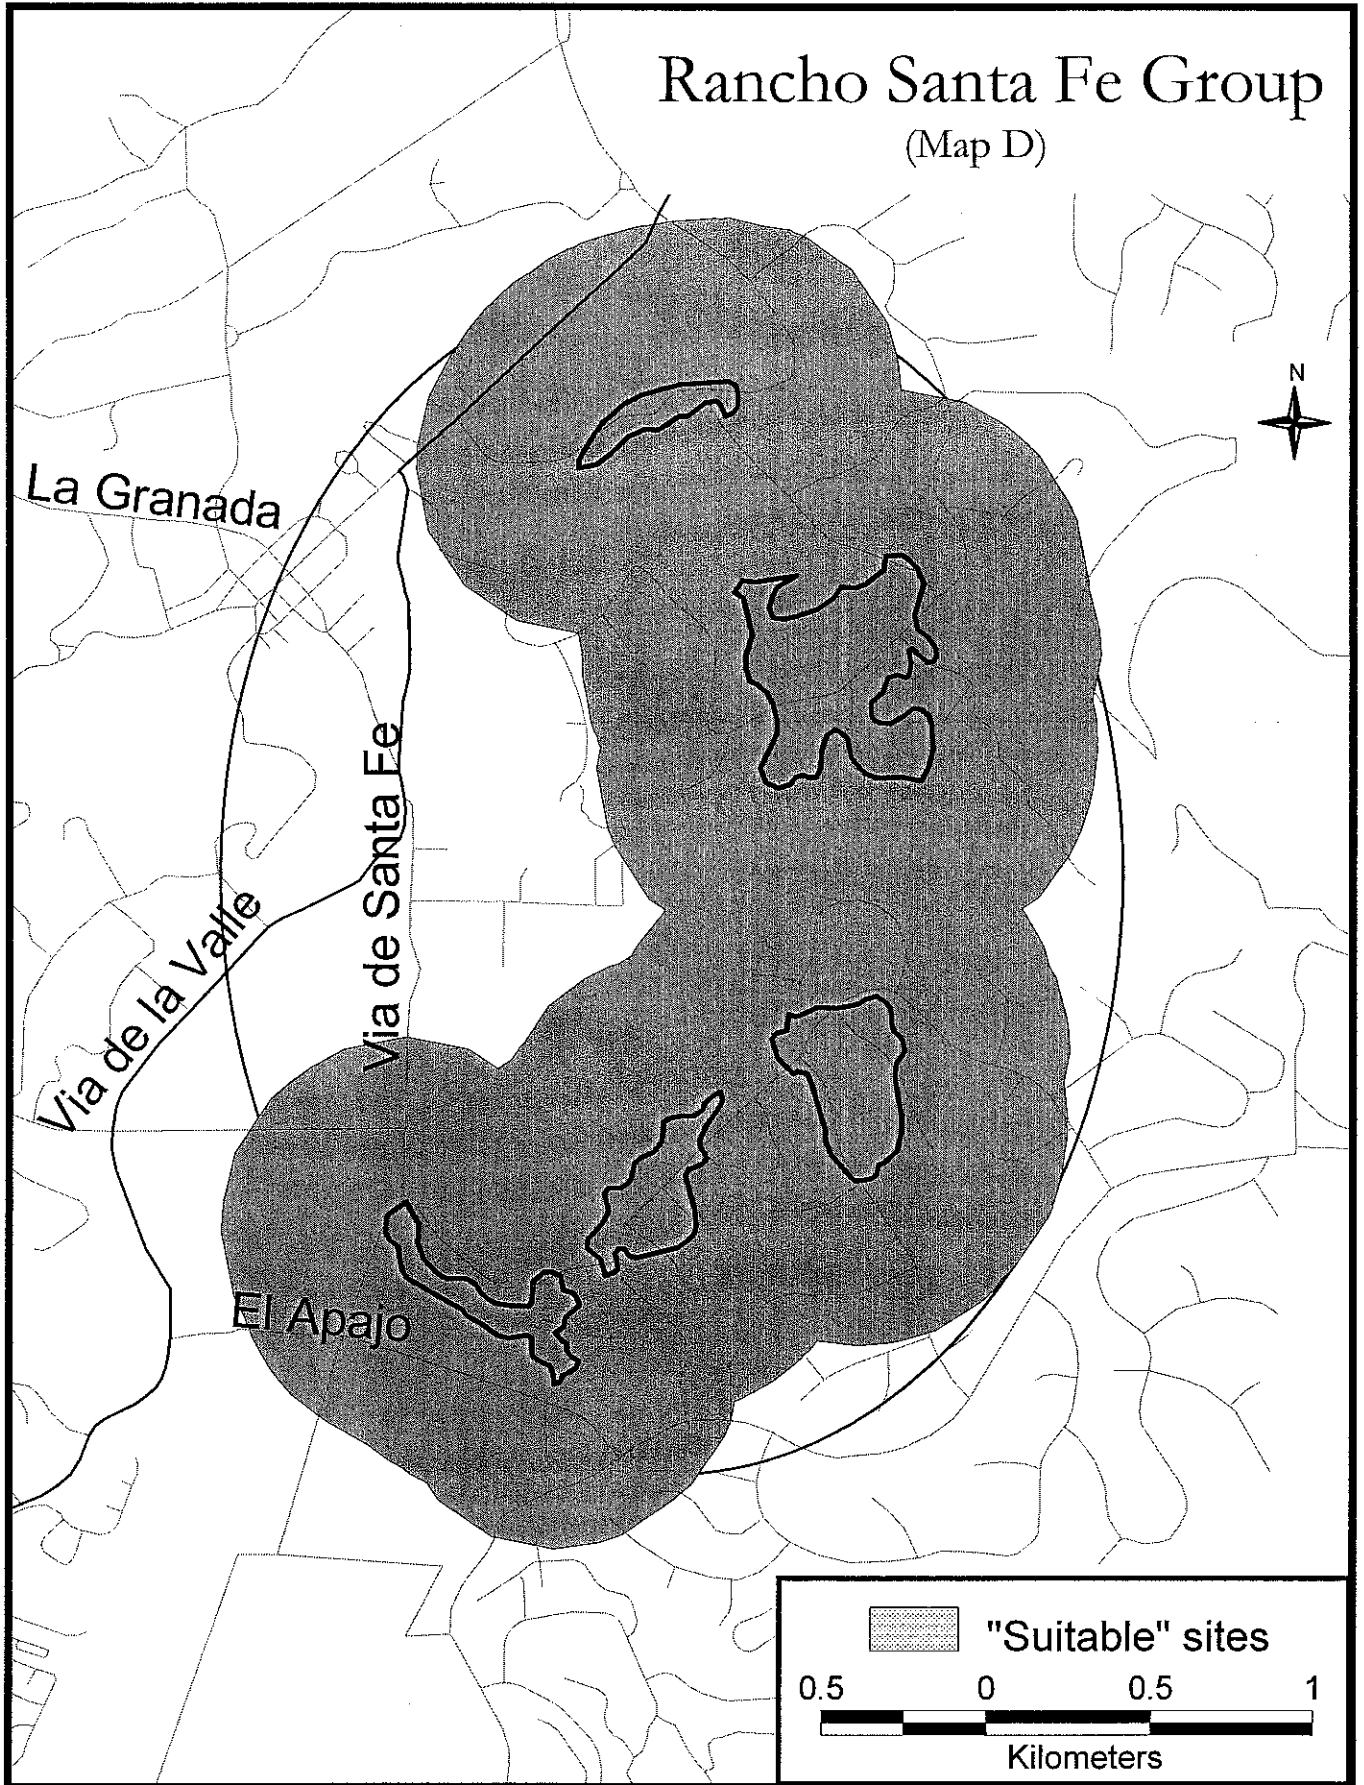 Rancho Santa Fe Group
(Map D)
N
La Granada
Via de Santa Fe
Via de la Valle
El Apajo
"Suitable" sites
0.5 0 0.5 1
Kilometers